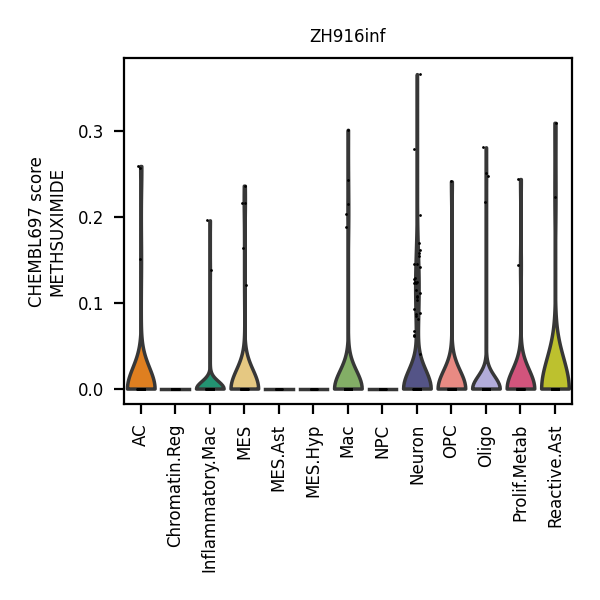 ZH916inf
CHEMBL697 score
METHSUXIMIDE
0.3
0.2
0.1
0.0
AC
Chromatin.Reg
Inflammatory.Mac
MES
MES.Ast
MES.Hyp
Mac
NPC
Neuron
OPC
Oligo
Prolif.Metab
Reactive.Ast